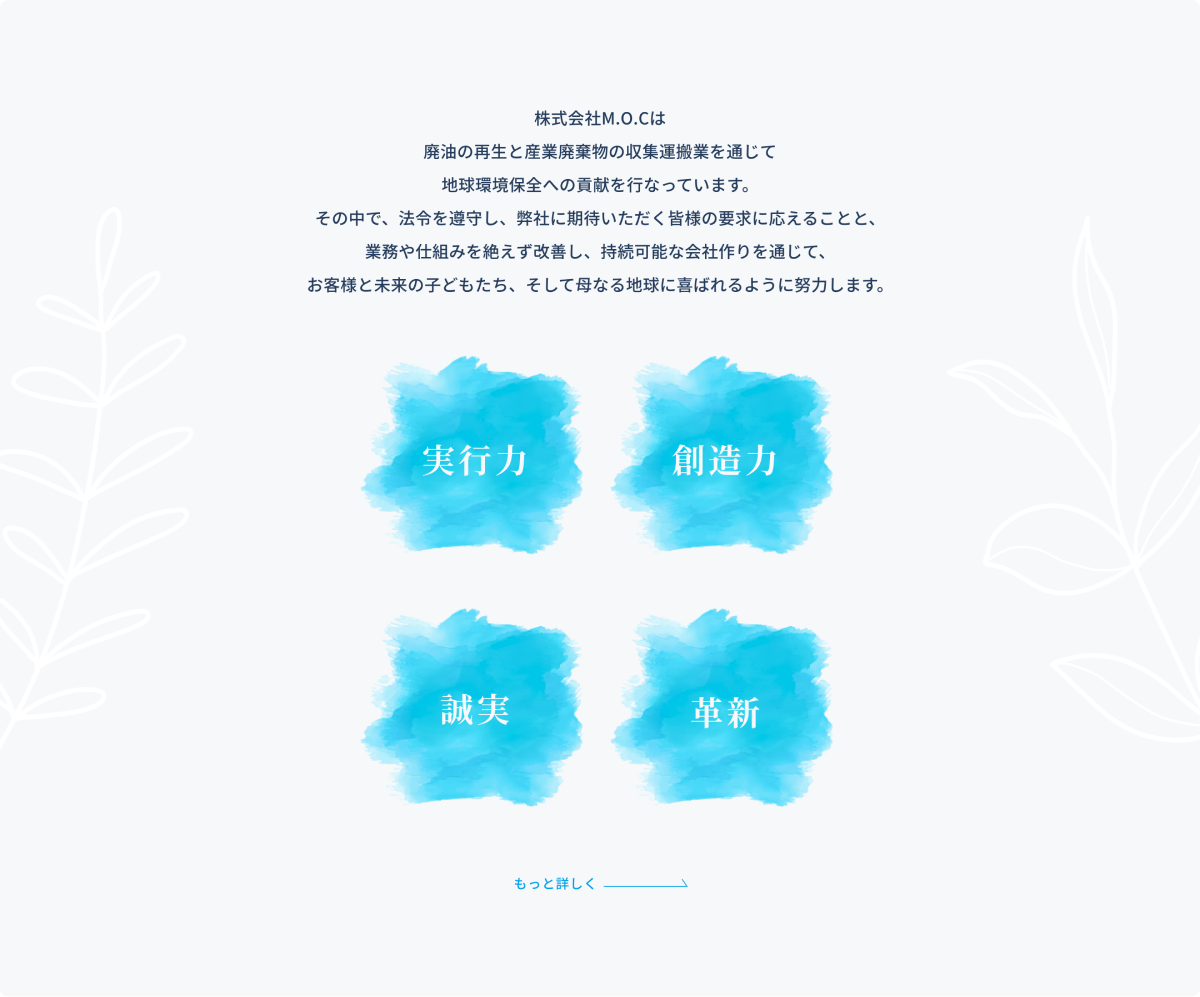 株式会社M.O.Cは
廃油の再生と産業廃棄物の収集運搬業を通じて
地球環境保全への貢献を行なっています。
その中で、法令を遵守し、弊社に期待いただく皆様の要求に応えることと、
業務や仕組みを絶えず改善し、持続可能な会社作りを通じて、
お客様と未来の子どもたち、そして母なる地球に喜ばれるように努力します。
実行力
創造力
誠実
革新
もっと詳しく